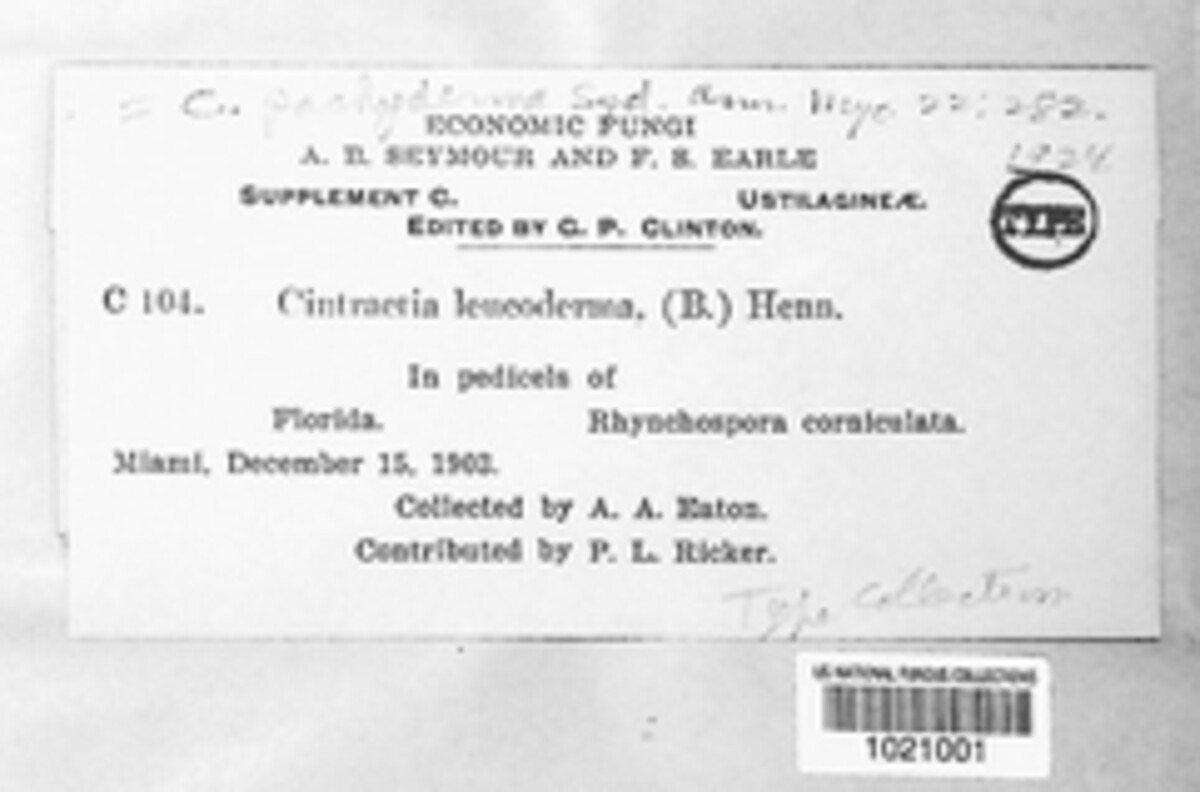 = C. pachyderma Syd. Ann. Myc 22: 282.
1924.
ECONOMIC FUNGI
A. B. SEYMOUR AND F. S. EARLE
SUPPLEMENT C. USTILAGINEÆ.
EDITED BY G. P. CLINTON.
TYPE
C 104. Cintractia leucoderma, (B.) Henn.
In pedicels of
Florida. Rhynchospora corniculata.
Miami, December 15, 1903.
Collected by A. A. Eaton.
Contributed by P. L. Ricker.
Type collection
US NATIONAL FUNGUS COLLECTIONS
1021001